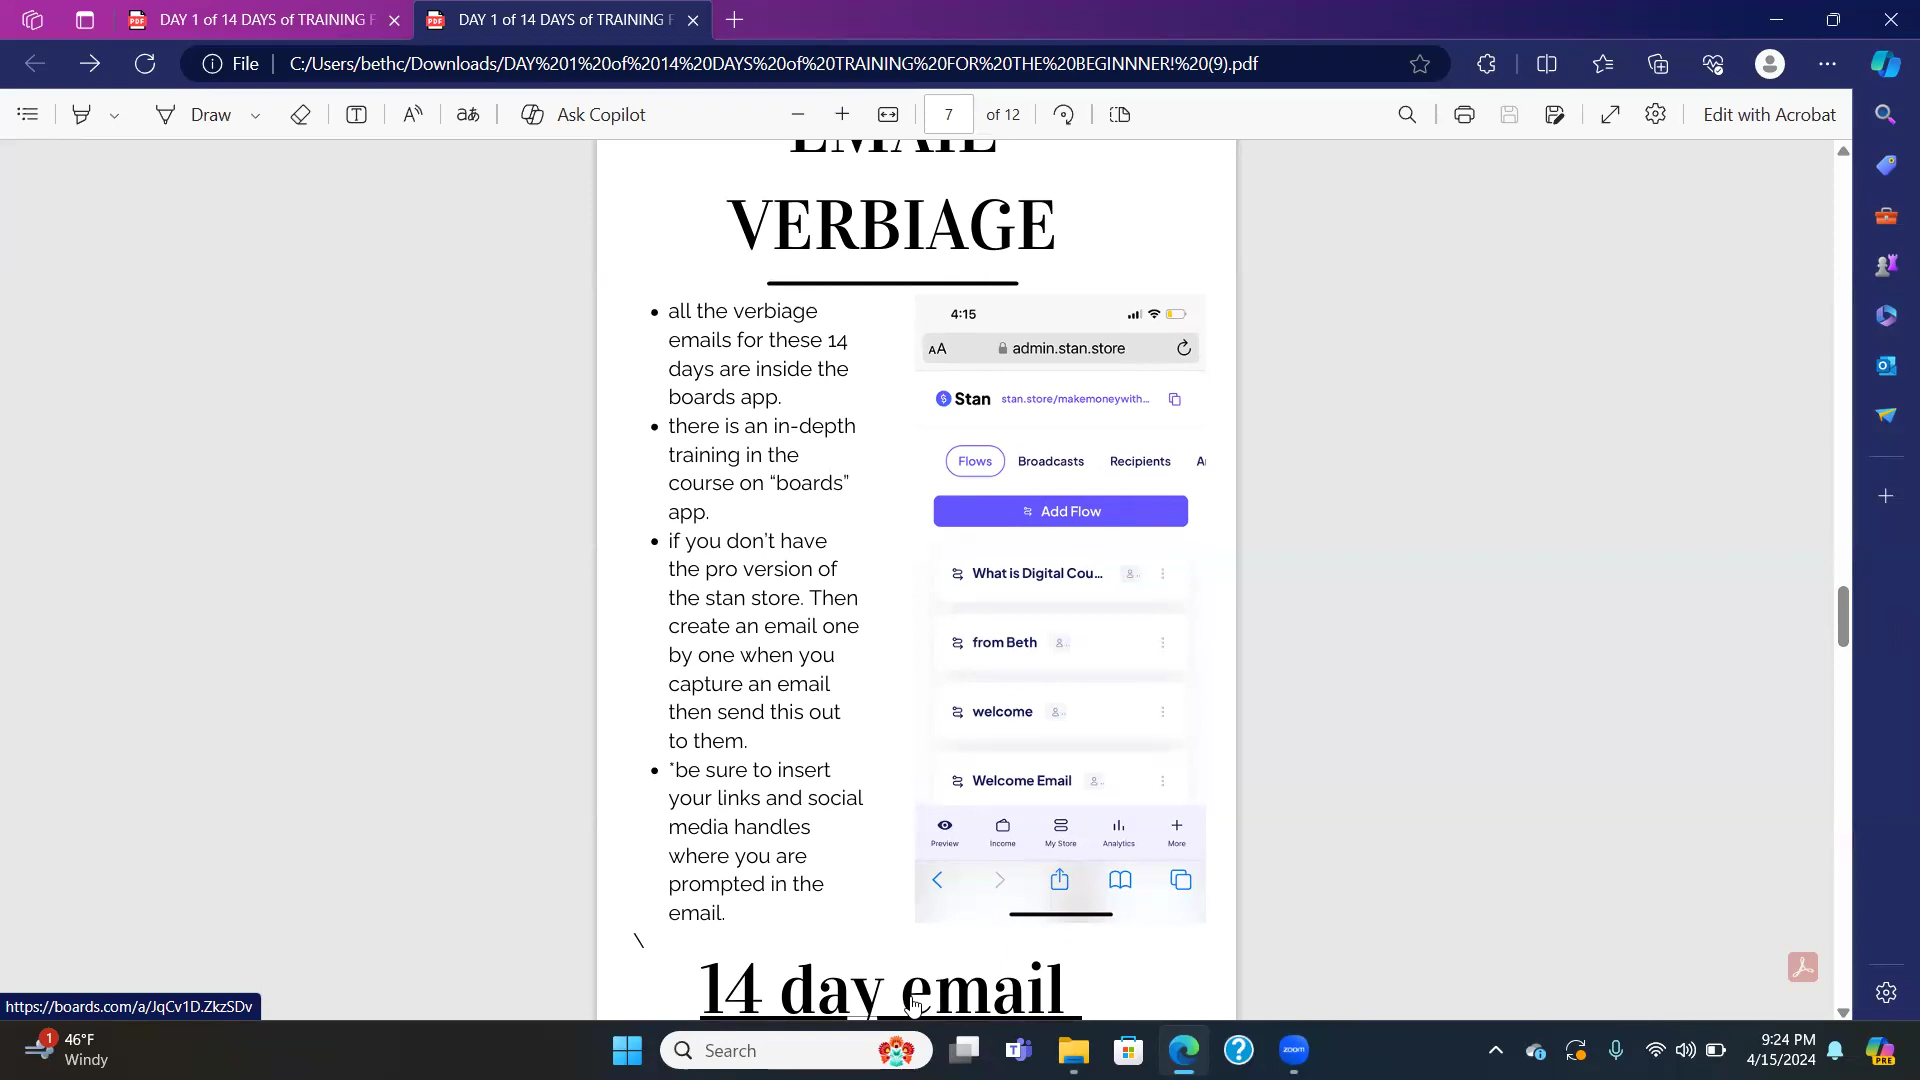 DAY 1 of 14 DAYS of TRAINING F
DAY 1 of 14 DAYS of TRAINING F
File
C:/Users/bethc/Downloads/DAY%201%20of%2014%20DAYS%20of%20TRAINING%20FOR%20THE%20BEGINNNER!%20(9).pdf
Draw
aあ
Ask Copilot
7
of 12
Edit with Acrobat
EMAIL
VERBIAGE
• all the verbiage
emails for these 14
days are inside the
boards app.
• there is an in-depth
training in the
course on “boards”
app.
• if you don't have
the pro version of
the stan store. Then
create an email one
by one when you
capture an email
then send this out
to them.
• *be sure to insert
your links and social
media handles
where you are
prompted in the
email.
\
4:15
AA
admin.stan.store
Stan
stan.store/makemoneywith...
Flows
Broadcasts
Recipients
Add Flow
What is Digital Cou...
from Beth
welcome
Welcome Email
Preview
Income
My Store
Analytics
More
14 day email
https://boards.com/a/JqCv1D.ZkzSDv
1
46°F
Windy
Search
zoom
9:24 PM
4/15/2024
PRE